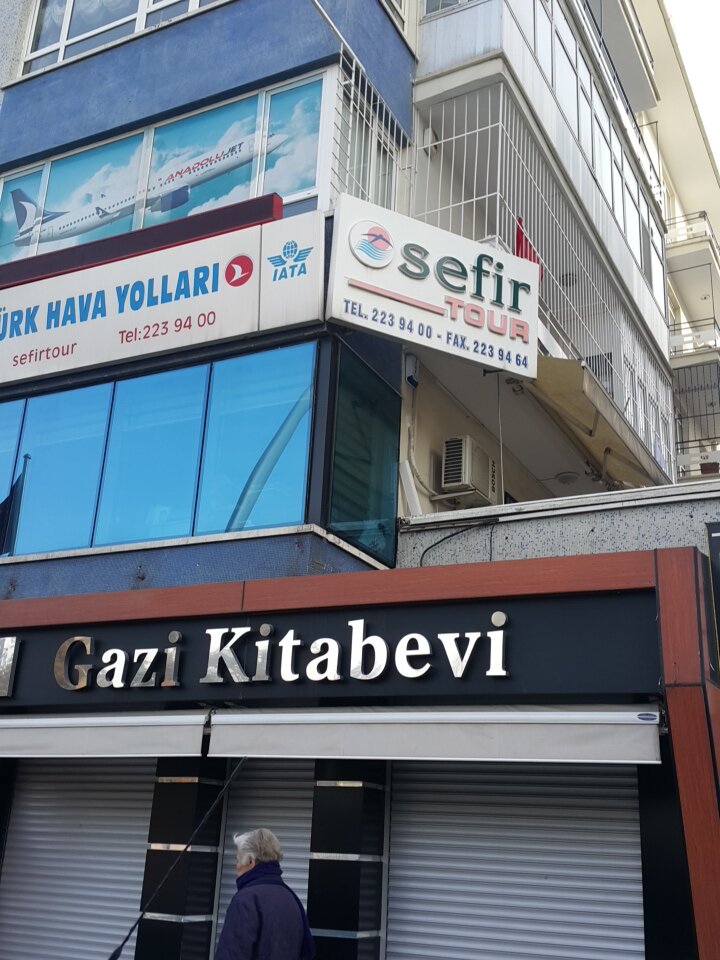 ANADOLUJET
ÜRK HAVA YOLLARI
IATA
sefirtour
Tel:223 94 00
sefir
TOUR
TEL. 223 94 00 - FAX. 223 94 64
BOSCH
Gazi Kitabevi